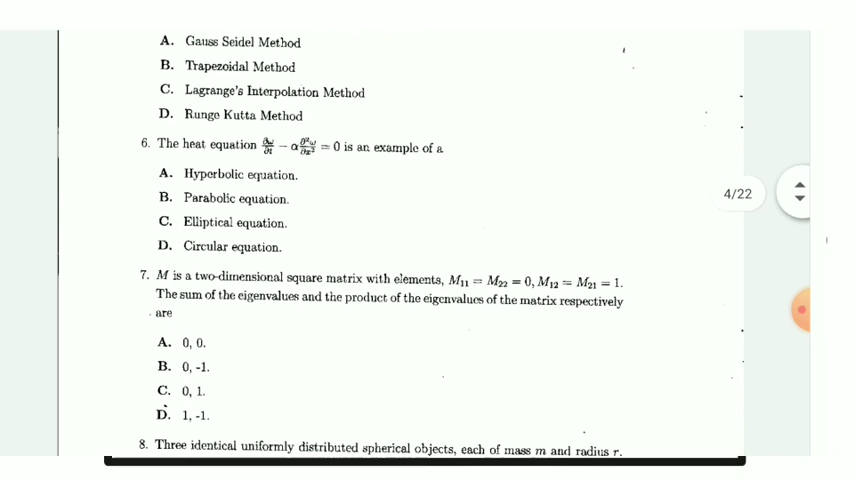 A. Gauss Seidel Method
B. Trapezoidal Method
C. Lagrange's Interpolation Method
D. Runge Kutta Method
6. The heat equation ∂ω/∂t − α∂²ω/∂x² = 0 is an example of a
A. Hyperbolic equation.
B. Parabolic equation.
C. Elliptical equation.
D. Circular equation.
4/22
7. M is a two-dimensional square matrix with elements, M₁₁ = M₂₂ = 0, M₁₂ = M₂₁ = 1.
The sum of the eigenvalues and the product of the eigenvalues of the matrix respectively
are
A. 0, 0.
B. 0, -1.
C. 0, 1.
D. 1, -1.
8. Three identical uniformly distributed spherical objects, each of mass m and radius r.